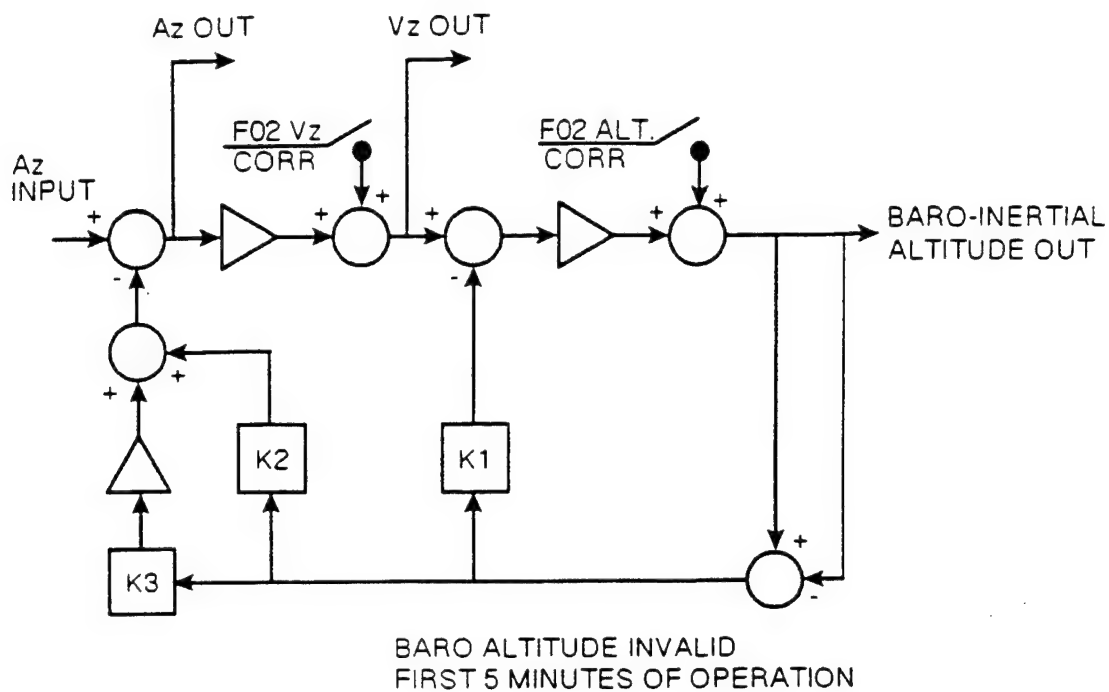 Az OUT
Vz OUT
F02 Vz
CORR
F02 ALT.
CORR
Az
INPUT
+
+
+
+
+
+
BARO-INERTIAL
ALTITUDE OUT
-
-
+
+
K2
K1
K3
+
-
BARO ALTITUDE INVALID
FIRST 5 MINUTES OF OPERATION